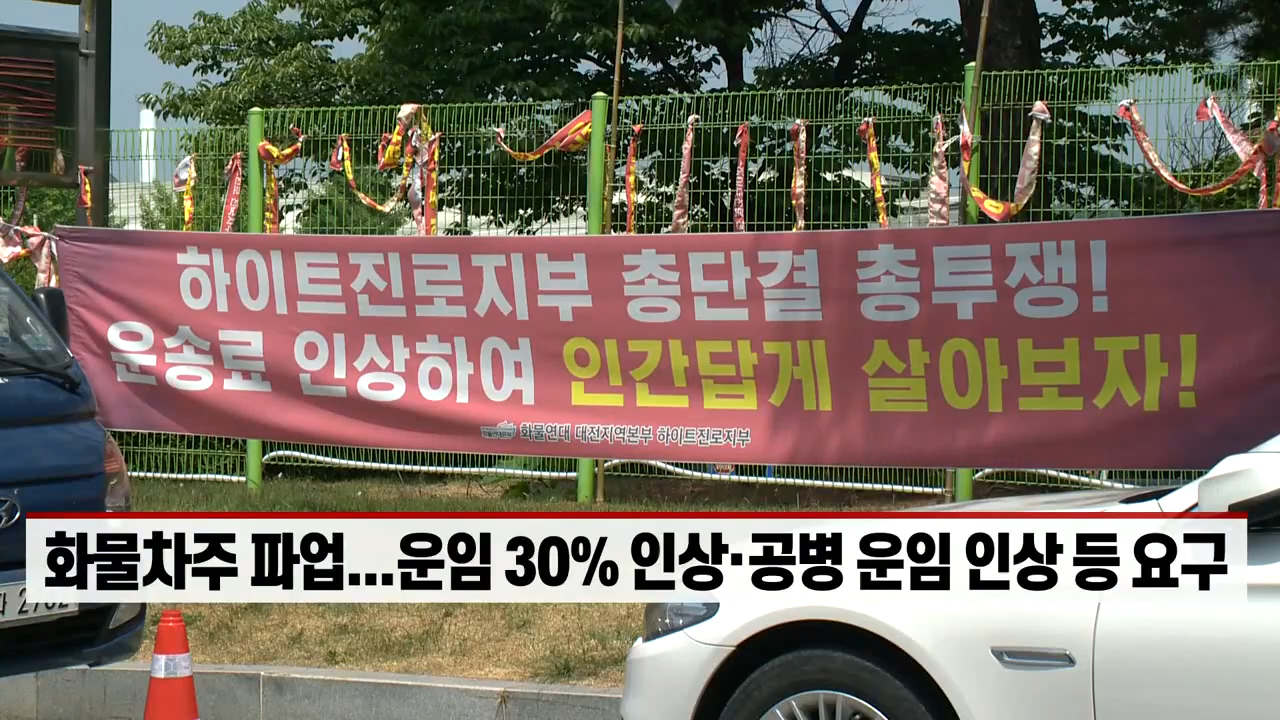 하이트진로지부 총단결 총투쟁!
운송료 인상하여 인간답게 살아보자!
화물연대 대전지역본부 하이트진로지부
화물차주 파업...운임 30% 인상·공병 운임 인상 등 요구